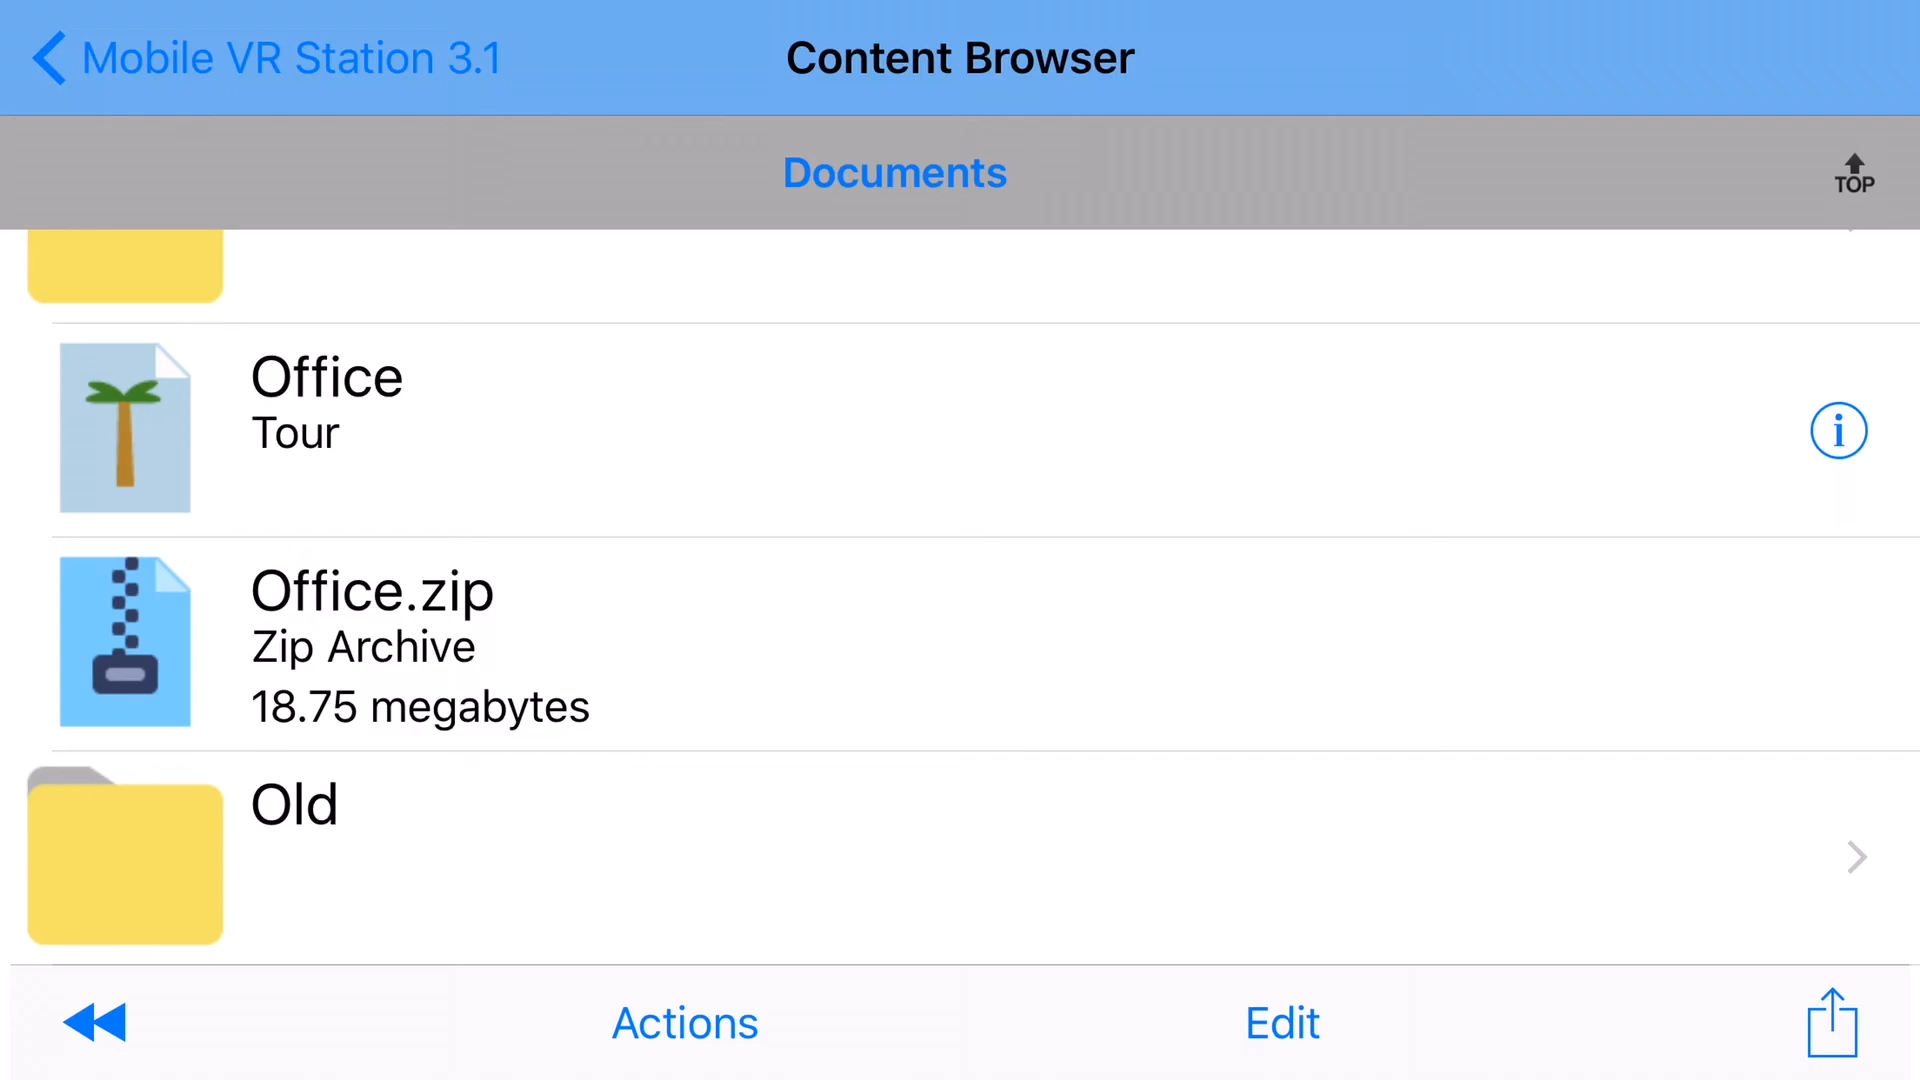 Mobile VR Station 3.1
Content Browser
Documents
TOP
Office
Tour
i
Office.zip
Zip Archive
18.75 megabytes
Old
Actions
Edit